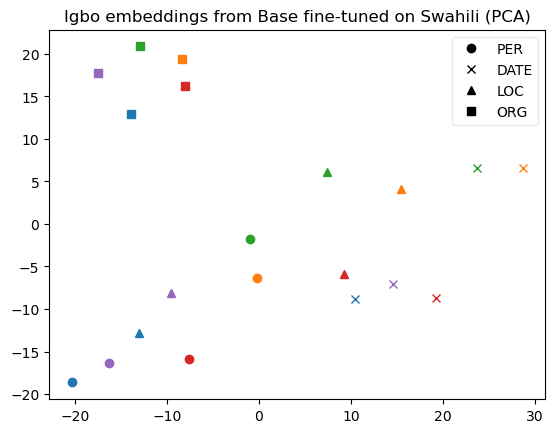 Igbo embeddings from Base fine-tuned on Swahili (PCA)
PER
DATE
LOC
ORG
20
15
10
5
0
−5
−10
−15
−20
−20 −10 0 10 20 30